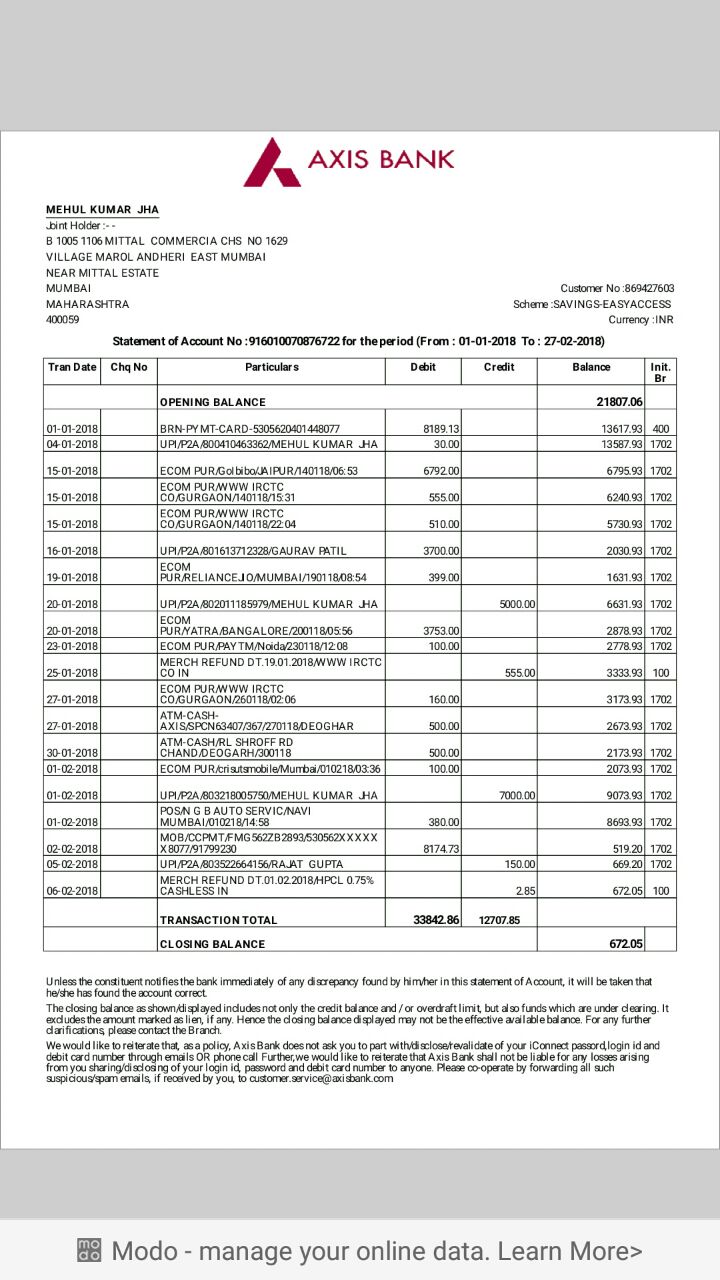 AXIS BANK
MEHUL KUMAR JHA
Joint Holder :- -
B 1005 1106 MITTAL COMMERCIA CHS NO 1629
VILLAGE MAROL ANDHERI EAST MUMBAI
NEAR MITTAL ESTATE
MUMBAI
Customer No :869427603
MAHARASHTRA
Scheme :SAVINGS-EASYACCESS
400059
Currency :INR
Statement of Account No :916010070876722 for the period (From : 01-01-2018 To : 27-02-2018)
Tran Date Chq No Particulars Debit Credit Balance Init.
Br
OPENING BALANCE 21807.06
01-01-2018 BRN-PYMT-CARD-5305620401448077 8189.13 13617.93 400
04-01-2018 UPI/P2A/800410463362/MEHUL KUMAR JHA 30.00 13587.93 1702
15-01-2018 ECOM PUR/GoIbibo/JAIPUR/140118/06:53 6792.00 6795.93 1702
ECOM PUR/WWW IRCTC
15-01-2018 CO/GURGAON/140118/15:31 555.00 6240.93 1702
ECOM PUR/WWW IRCTC
15-01-2018 CO/GURGAON/140118/22:04 510.00 5730.93 1702
16-01-2018 UPI/P2A/801613712328/GAURAV PATIL 3700.00 2030.93 1702
ECOM
19-01-2018 PUR/RELIANCEJIO/MUMBAI/190118/08:54 399.00 1631.93 1702
20-01-2018 UPI/P2A/802011185979/MEHUL KUMAR JHA 5000.00 6631.93 1702
ECOM
20-01-2018 PUR/YATRA/BANGALORE/200118/05:56 3753.00 2878.93 1702
23-01-2018 ECOM PUR/PAYTM/Noida/230118/12:08 100.00 2778.93 1702
MERCH REFUND DT.19.01.2018/WWW IRCTC
25-01-2018 CO IN 555.00 3333.93 100
ECOM PUR/WWW IRCTC
27-01-2018 CO/GURGAON/260118/02:06 160.00 3173.93 1702
ATM-CASH-
27-01-2018 AXIS/SPCN63407/367/270118/DEOGHAR 500.00 2673.93 1702
ATM-CASH/RL SHROFF RD
30-01-2018 CHAND/DEOGARH/300118 500.00 2173.93 1702
01-02-2018 ECOM PUR/crisutsmobile/Mumbai/010218/03:36 100.00 2073.93 1702
01-02-2018 UPI/P2A/803218005750/MEHUL KUMAR JHA 7000.00 9073.93 1702
POS/N G B AUTO SERVIC/NAVI
01-02-2018 MUMBAI/010218/14:58 380.00 8693.93 1702
MOB/CCPMT/FMG562ZB2893/530562XXXXX
02-02-2018 X8077/91799230 8174.73 519.20 1702
05-02-2018 UPI/P2A/803522664156/RAJAT GUPTA 150.00 669.20 1702
MERCH REFUND DT.01.02.2018/HPCL 0.75%
06-02-2018 CASHLESS IN 2.85 672.05 100
TRANSACTION TOTAL 33842.86 12707.85
CLOSING BALANCE 672.05
Unless the constituent notifies the bank immediately of any discrepancy found by him/her in this statement of Account, it will be taken that
he/she has found the account correct.
The closing balance as shown/displayed includes not only the credit balance and / or overdraft limit, but also funds which are under clearing. It
excludes the amount marked as lien, if any. Hence the closing balance displayed may not be the effective available balance. For any further
clarifications, please contact the Branch.
We would like to reiterate that, as a policy, Axis Bank does not ask you to part with/disclose/revalidate of your iConnect passord,login id and
debit card number through emails OR phone call Further,we would like to reiterate that Axis Bank shall not be liable for any losses arising
from you sharing/disclosing of your login id, password and debit card number to anyone. Please co-operate by forwarding all such
suspicious/spam emails, if received by you, to customer.service@axisbank.com
mo
do
Modo - manage your online data. Learn More>